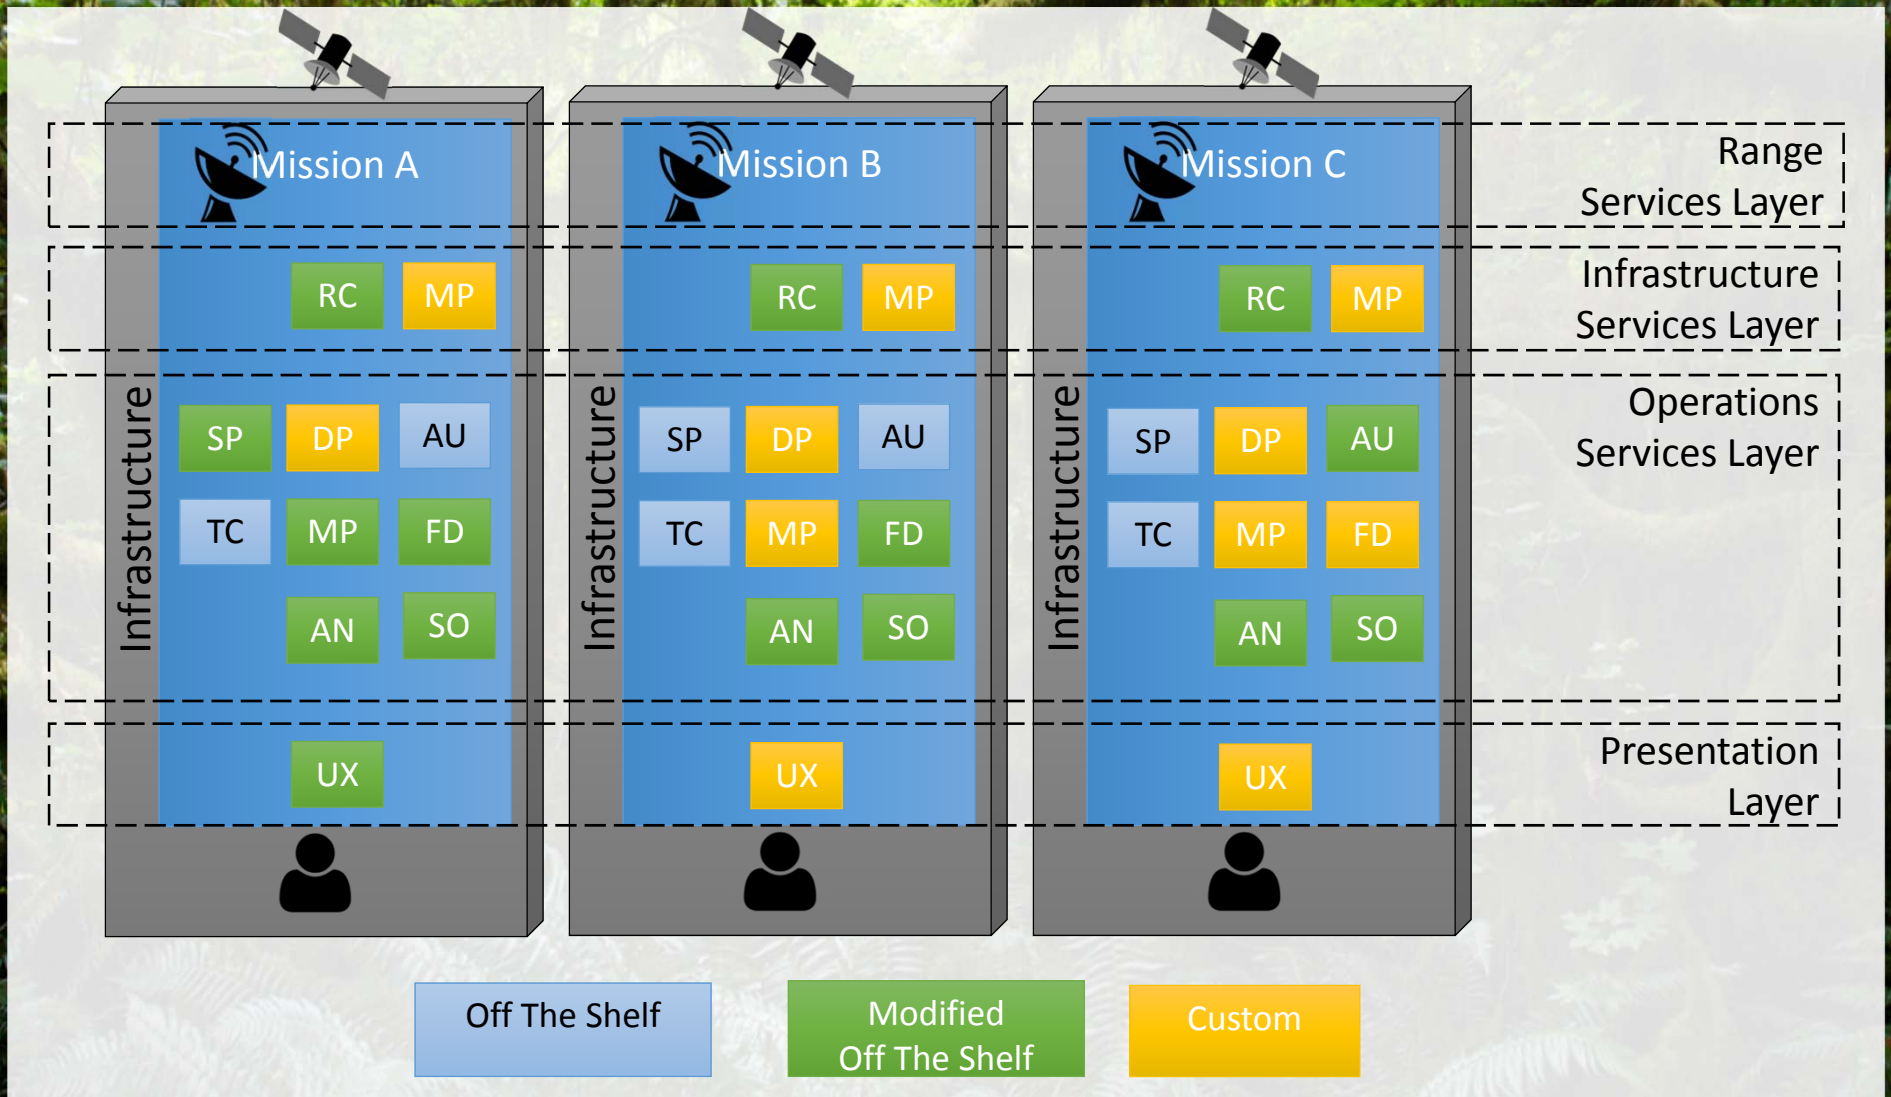 Mission A
Mission B
Mission C
Range
Services Layer
RC
MP
RC
MP
RC
MP
Infrastructure
Services Layer
Infrastructure
SP
DP
AU
TC
MP
FD
AN
SO
Infrastructure
SP
DP
AU
TC
MP
FD
AN
SO
Infrastructure
SP
DP
AU
TC
MP
FD
AN
SO
Operations
Services Layer
UX
UX
UX
Presentation
Layer
Off The Shelf
Modified
Off The Shelf
Custom